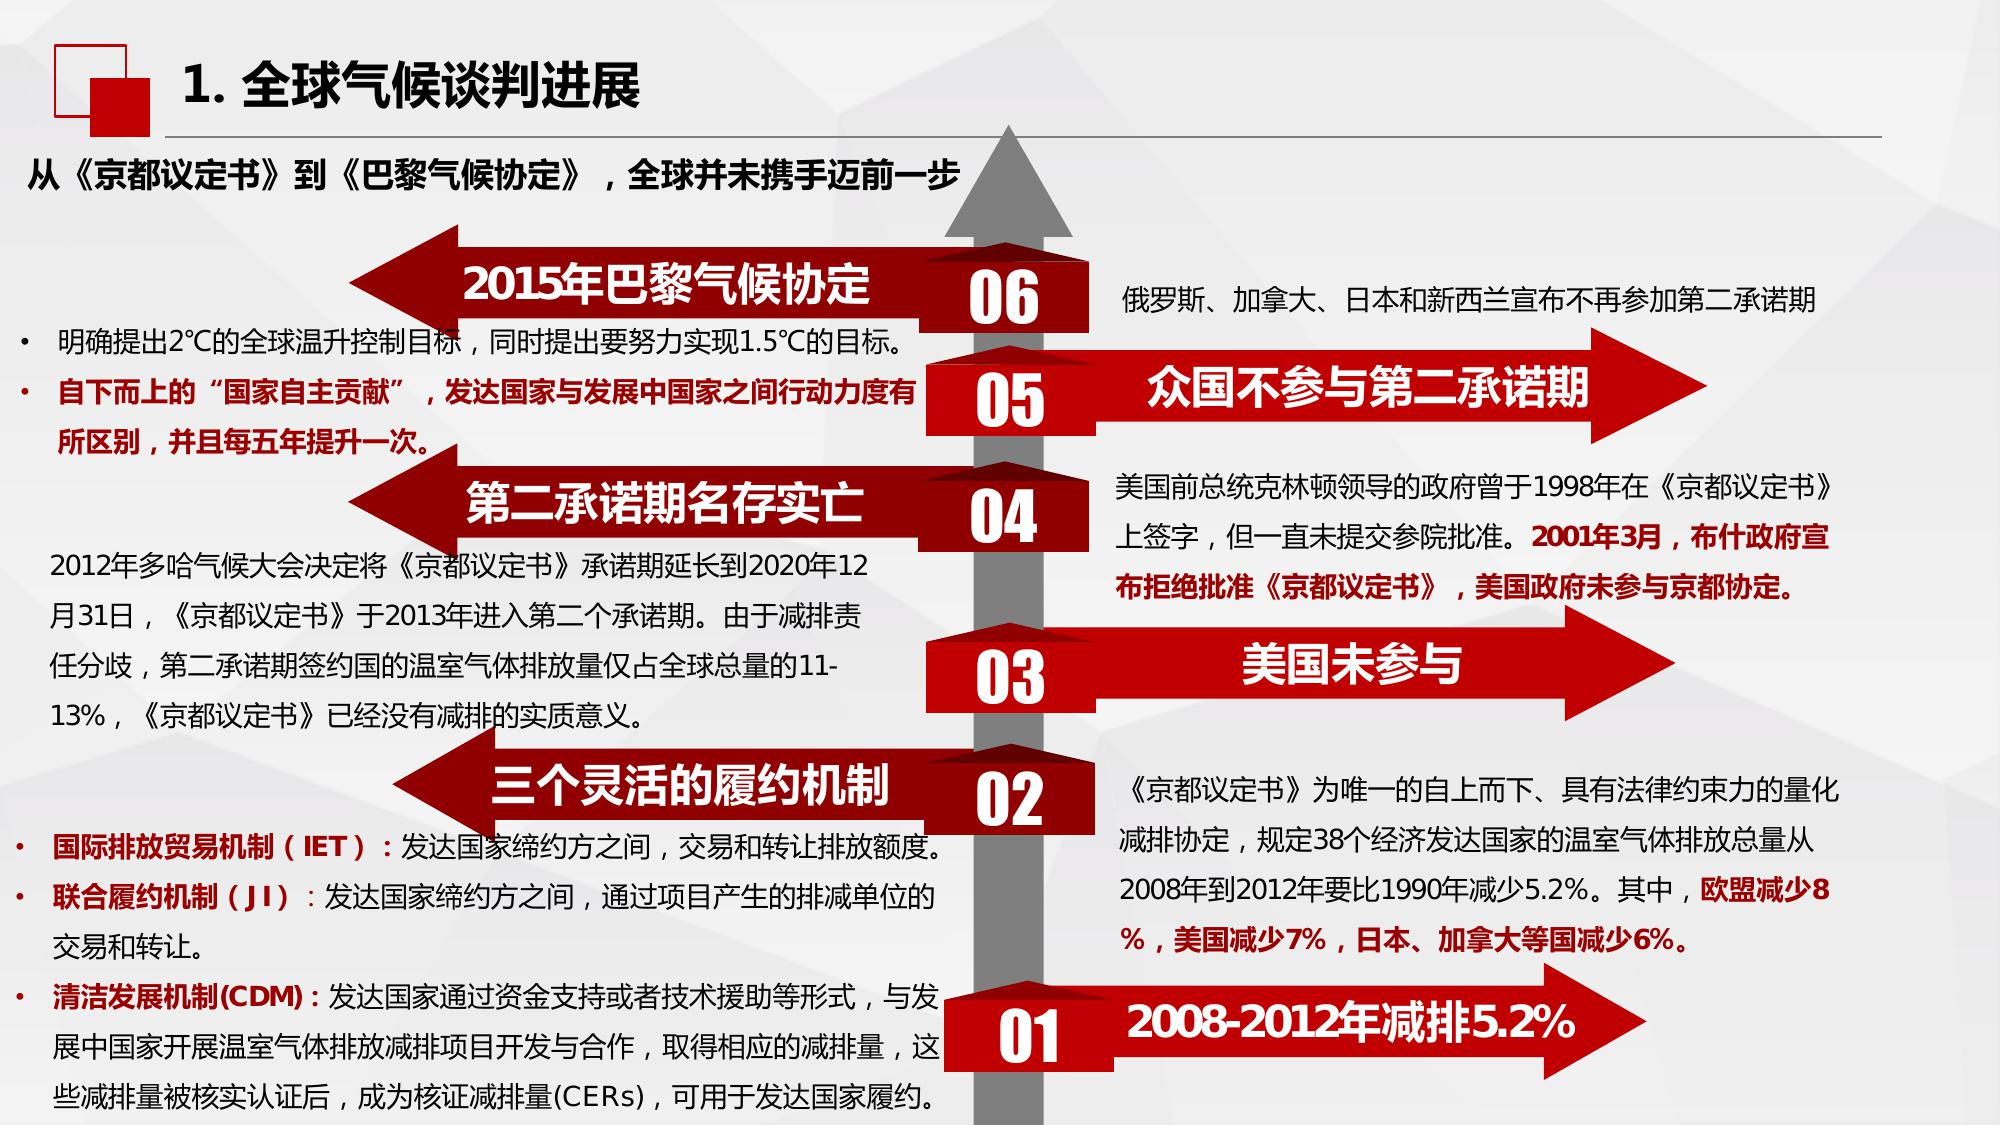 1. 全球气候谈判进展
从《京都议定书》到《巴黎气候协定》，全球并未携手迈前一步
2015年巴黎气候协定
06
• 明确提出2℃的全球温升控制目标，同时提出要努力实现1.5℃的目标。
• 自下而上的“国家自主贡献”，发达国家与发展中国家之间行动力度有
所区别，并且每五年提升一次。
俄罗斯、加拿大、日本和新西兰宣布不再参加第二承诺期
05
众国不参与第二承诺期
第二承诺期名存实亡
04
2012年多哈气候大会决定将《京都议定书》承诺期延长到2020年12
月31日，《京都议定书》于2013年进入第二个承诺期。由于减排责
任分歧，第二承诺期签约国的温室气体排放量仅占全球总量的11-
13%，《京都议定书》已经没有减排的实质意义。
美国前总统克林顿领导的政府曾于1998年在《京都议定书》
上签字，但一直未提交参院批准。2001年3月，布什政府宣
布拒绝批准《京都议定书》，美国政府未参与京都协定。
03
美国未参与
三个灵活的履约机制
02
• 国际排放贸易机制（IET）：发达国家缔约方之间，交易和转让排放额度。
• 联合履约机制（JI）：发达国家缔约方之间，通过项目产生的排减单位的
交易和转让。
• 清洁发展机制(CDM)：发达国家通过资金支持或者技术援助等形式，与发
展中国家开展温室气体排放减排项目开发与合作，取得相应的减排量，这
些减排量被核实认证后，成为核证减排量(CERs)，可用于发达国家履约。
《京都议定书》为唯一的自上而下、具有法律约束力的量化
减排协定，规定38个经济发达国家的温室气体排放总量从
2008年到2012年要比1990年减少5.2%。其中，欧盟减少8
%，美国减少7%，日本、加拿大等国减少6%。
01
2008-2012年减排5.2%